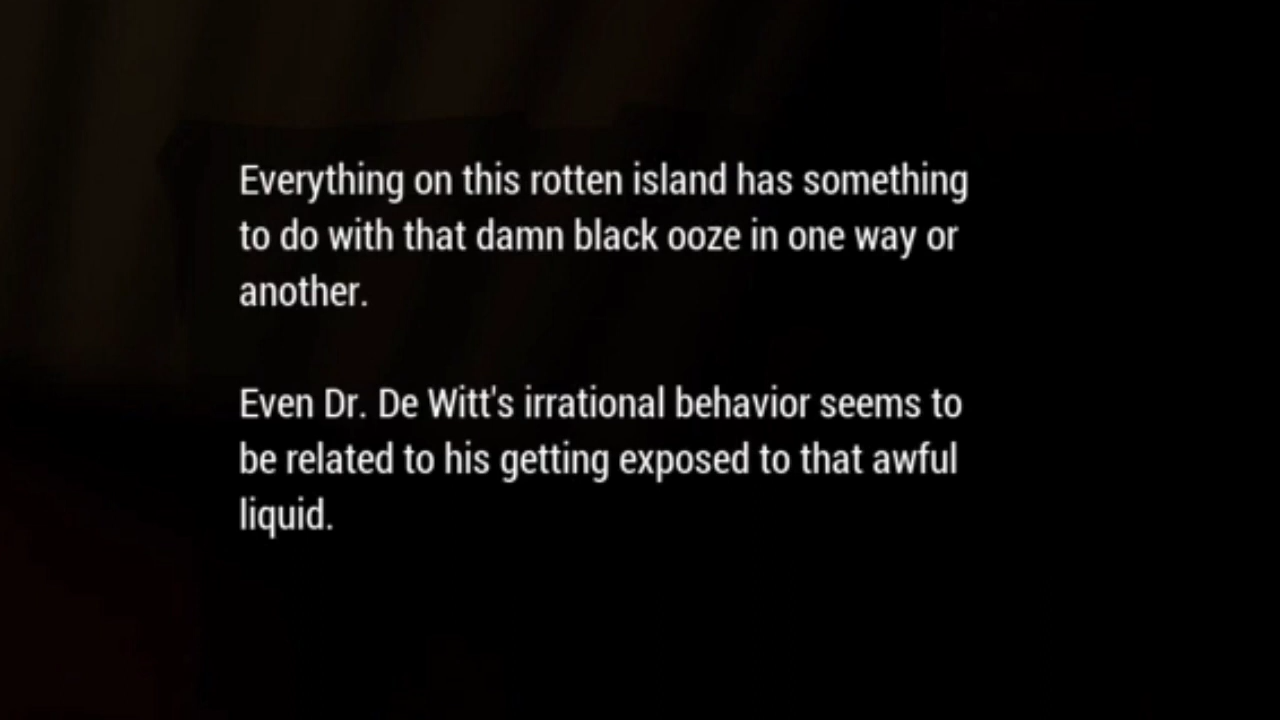 Everything on this rotten island has something
to do with that damn black ooze in one way or
another.
Even Dr. De Witt's irrational behavior seems to
be related to his getting exposed to that awful
liquid.